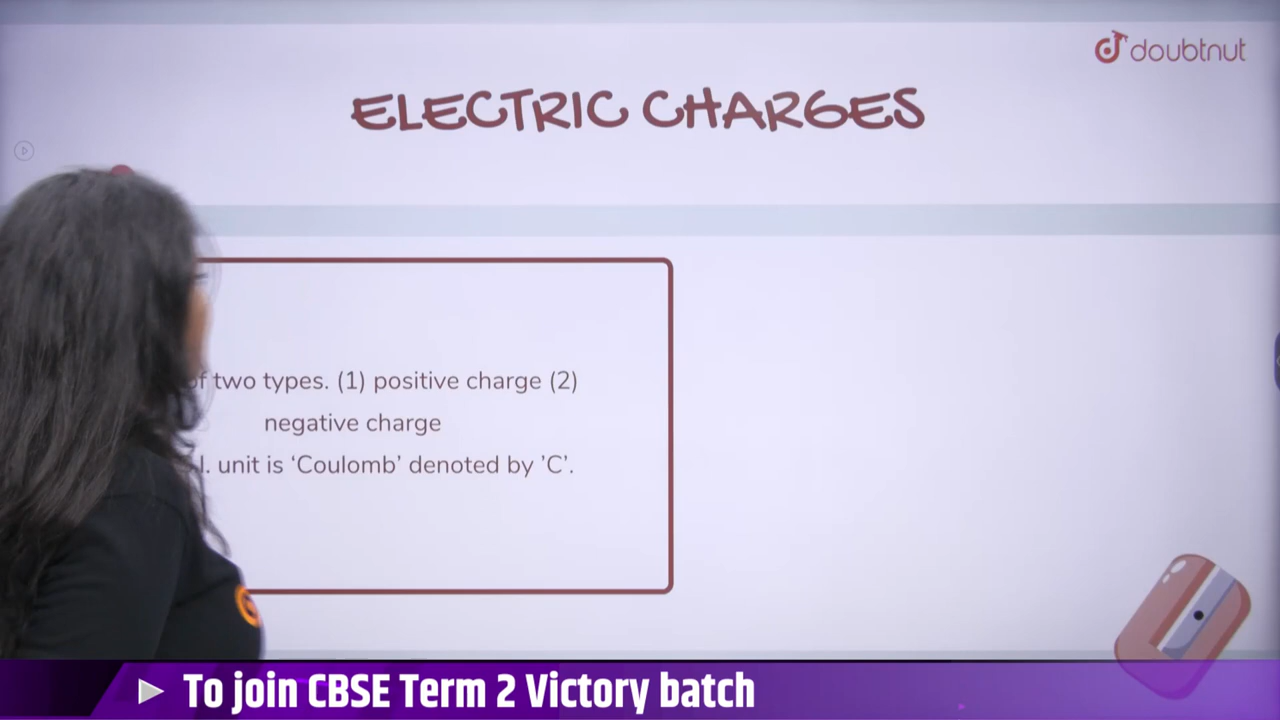 doubtnut
ELECTRIC CHARGES
of two types. (1) positive charge (2)
negative charge
I. unit is ‘Coulomb’ denoted by ’C’.
To join CBSE Term 2 Victory batch